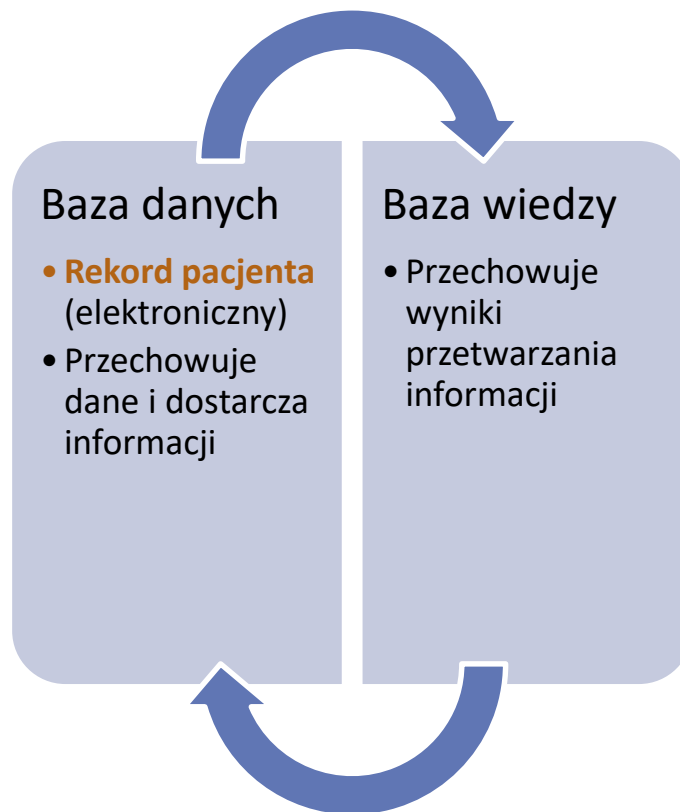 Baza danych
• Rekord pacjenta
(elektroniczny)
• Przechowuje
dane i dostarcza
informacji
Baza wiedzy
• Przechowuje
wyniki
przetwarzania
informacji